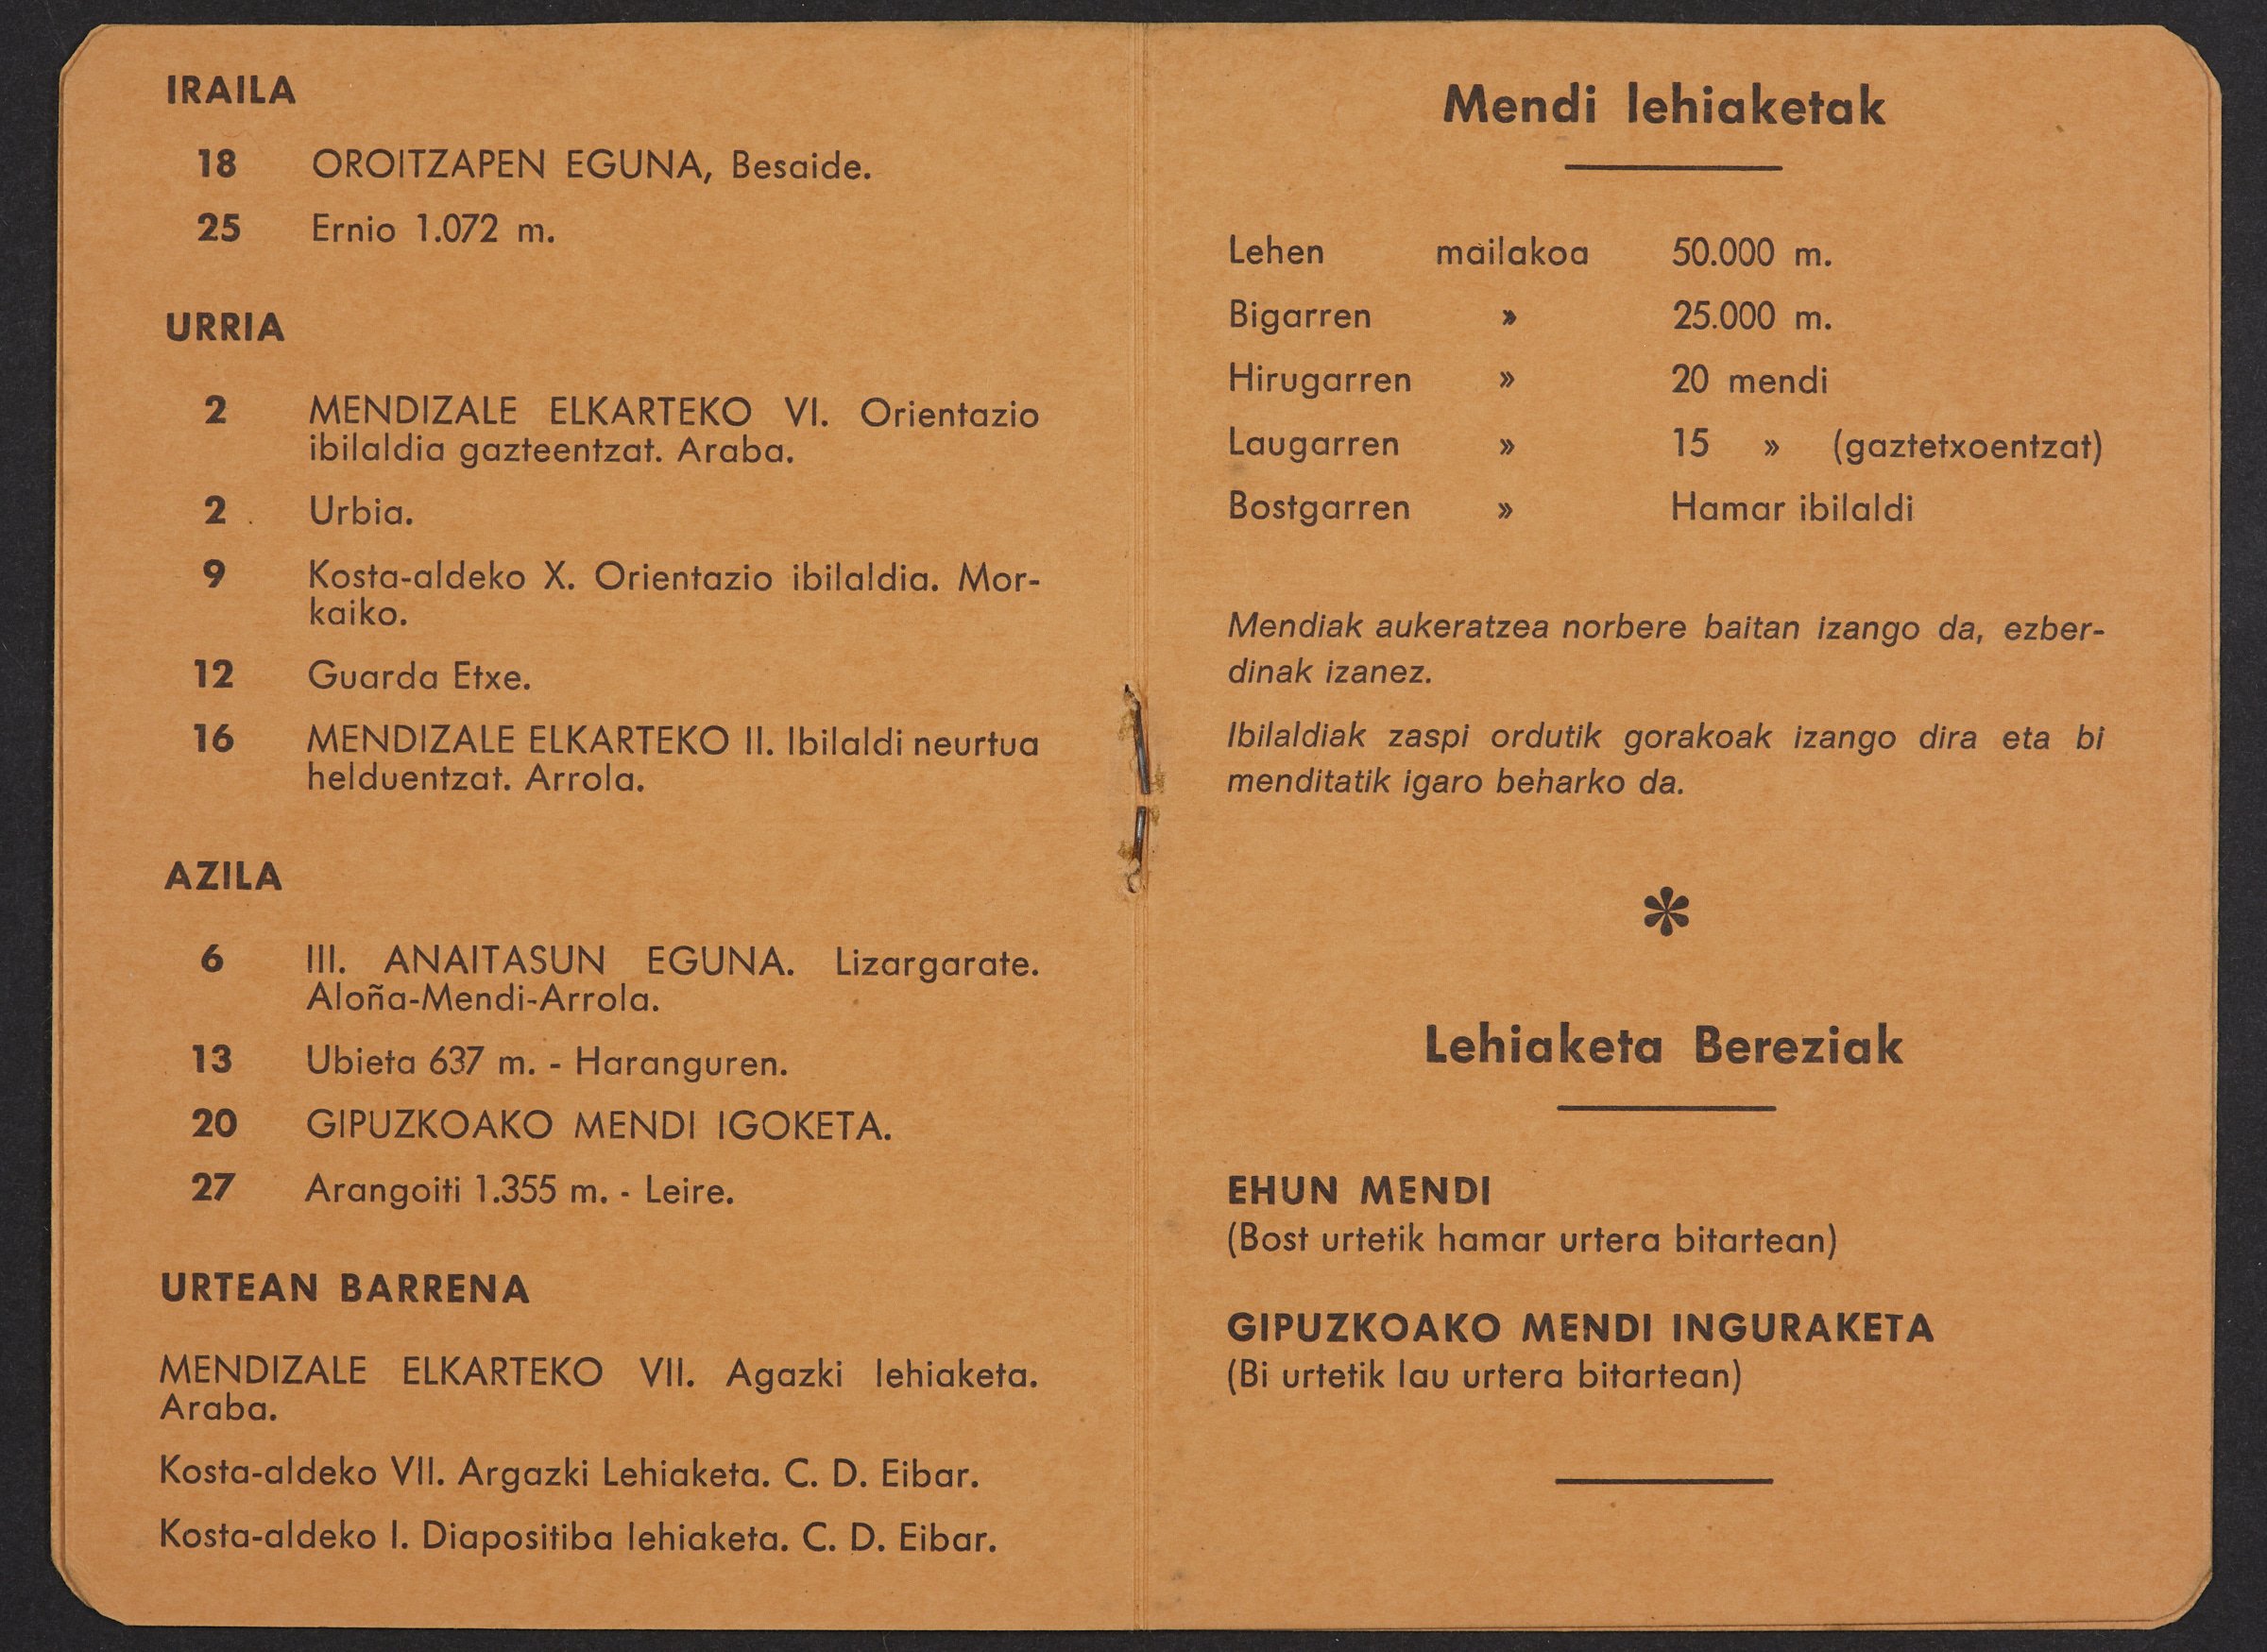 IRAILA
18 OROITZAPEN EGUNA, Besaide.
25 Ernio 1.072 m.
URRIA
2 MENDIZALE ELKARTEKO VI. Orientazio
ibilaldia gazteentzat. Araba.
2 Urbia.
9 Kosta-aldeko X. Orientazio ibilaldia. Mor-
kaiko.
12 Guarda Etxe.
16 MENDIZALE ELKARTEKO II. Ibilaldi neurtua
helduentzat. Arrola.
AZILA
6 III. ANAITASUN EGUNA. Lizargarate.
Aloña-Mendi-Arrola.
13 Ubieta 637 m. - Haranguren.
20 GIPUZKOAKO MENDI IGOKETA.
27 Arangoiti 1.355 m. - Leire.
URTEAN BARRENA
MENDIZALE ELKARTEKO VII. Agazki lehiaketa.
Araba.
Kosta-aldeko VII. Argazki Lehiaketa. C. D. Eibar.
Kosta-aldeko I. Diapositiba lehiaketa. C. D. Eibar.
Mendi lehiaketak
Lehen mailakoa 50.000 m.
Bigarren » 25.000 m.
Hirugarren » 20 mendi
Laugarren » 15 » (gaztetxoentzat)
Bostgarren » Hamar ibilaldi
Mendiak aukeratzea norbere baitan izango da, ezber-
dinak izanez.
Ibilaldiak zaspi ordutik gorakoak izango dira eta bi
menditatik igaro beharko da.
*
Lehiaketa Bereziak
EHUN MENDI
(Bost urtetik hamar urtera bitartean)
GIPUZKOAKO MENDI INGURAKETA
(Bi urtetik lau urtera bitartean)